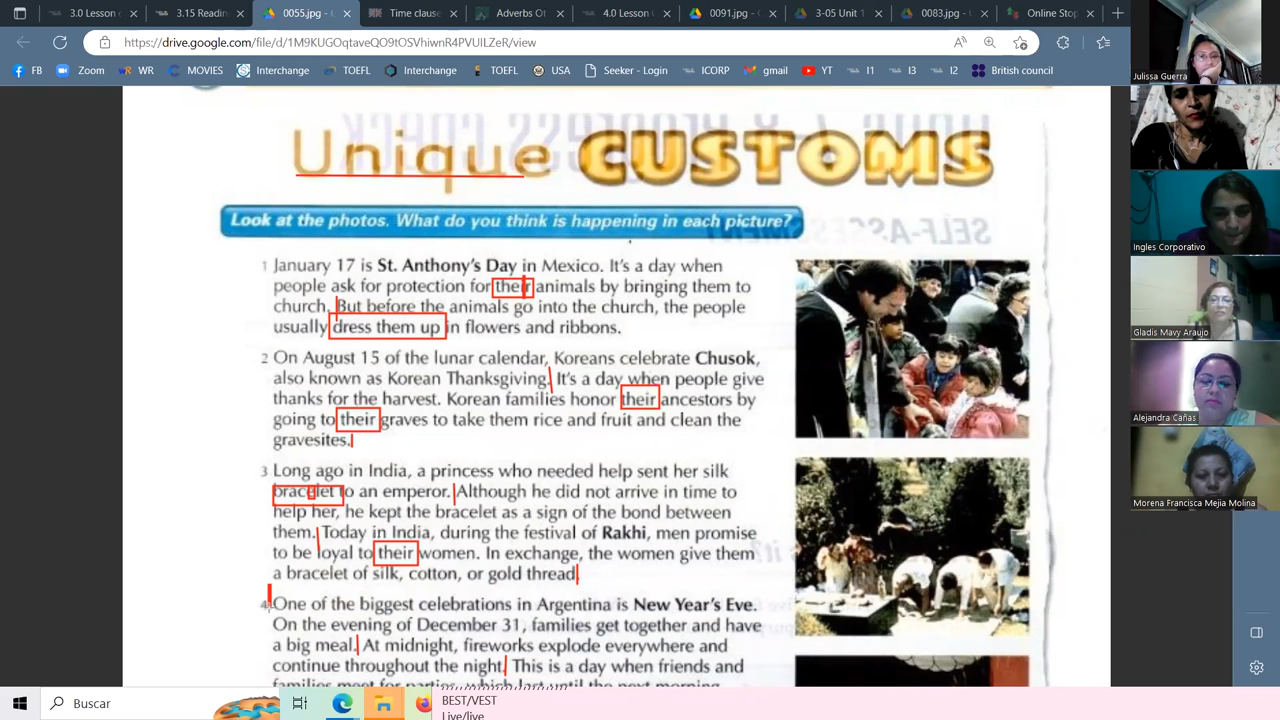 3.0 Lesson
3.15 Readin
0055.jpg -
Time clause
Adverbs Of
4.0 Lesson
0091.jpg -
3-05 Unit 1
0083.jpg -
Online Stop
https://drive.google.com/file/d/1M9KUGOqtaveQO9tOSVhiwnR4PVUILZeR/view
FB
Zoom
WR
MOVIES
Interchange
TOEFL
Interchange
TOEFL
USA
Seeker - Login
ICORP
gmail
YT
I1
I3
I2
British council
Unique CUSTOMS
Look at the photos. What do you think is happening in each picture?
1 January 17 is St. Anthony's Day in Mexico. It's a day when
people ask for protection for their animals by bringing them to
church. But before the animals go into the church, the people
usually dress them up in flowers and ribbons.
2 On August 15 of the lunar calendar, Koreans celebrate Chusok,
also known as Korean Thanksgiving. It's a day when people give
thanks for the harvest. Korean families honor their ancestors by
going to their graves to take them rice and fruit and clean the
gravesites.
3 Long ago in India, a princess who needed help sent her silk
bracelet to an emperor. Although he did not arrive in time to
help her, he kept the bracelet as a sign of the bond between
them. Today in India, during the festival of Rakhi, men promise
to be loyal to their women. In exchange, the women give them
a bracelet of silk, cotton, or gold thread.
4 One of the biggest celebrations in Argentina is New Year's Eve.
On the evening of December 31, families get together and have
a big meal. At midnight, fireworks explode everywhere and
continue throughout the night. This is a day when friends and
families meet for parties, which last until the next morning.
Julissa Guerra
Ingles Corporativo
Gladis Mavy Araujo
Alejandra Cañas
Morena Francisca Mejia Molina
Buscar
BEST/VEST
Live/live